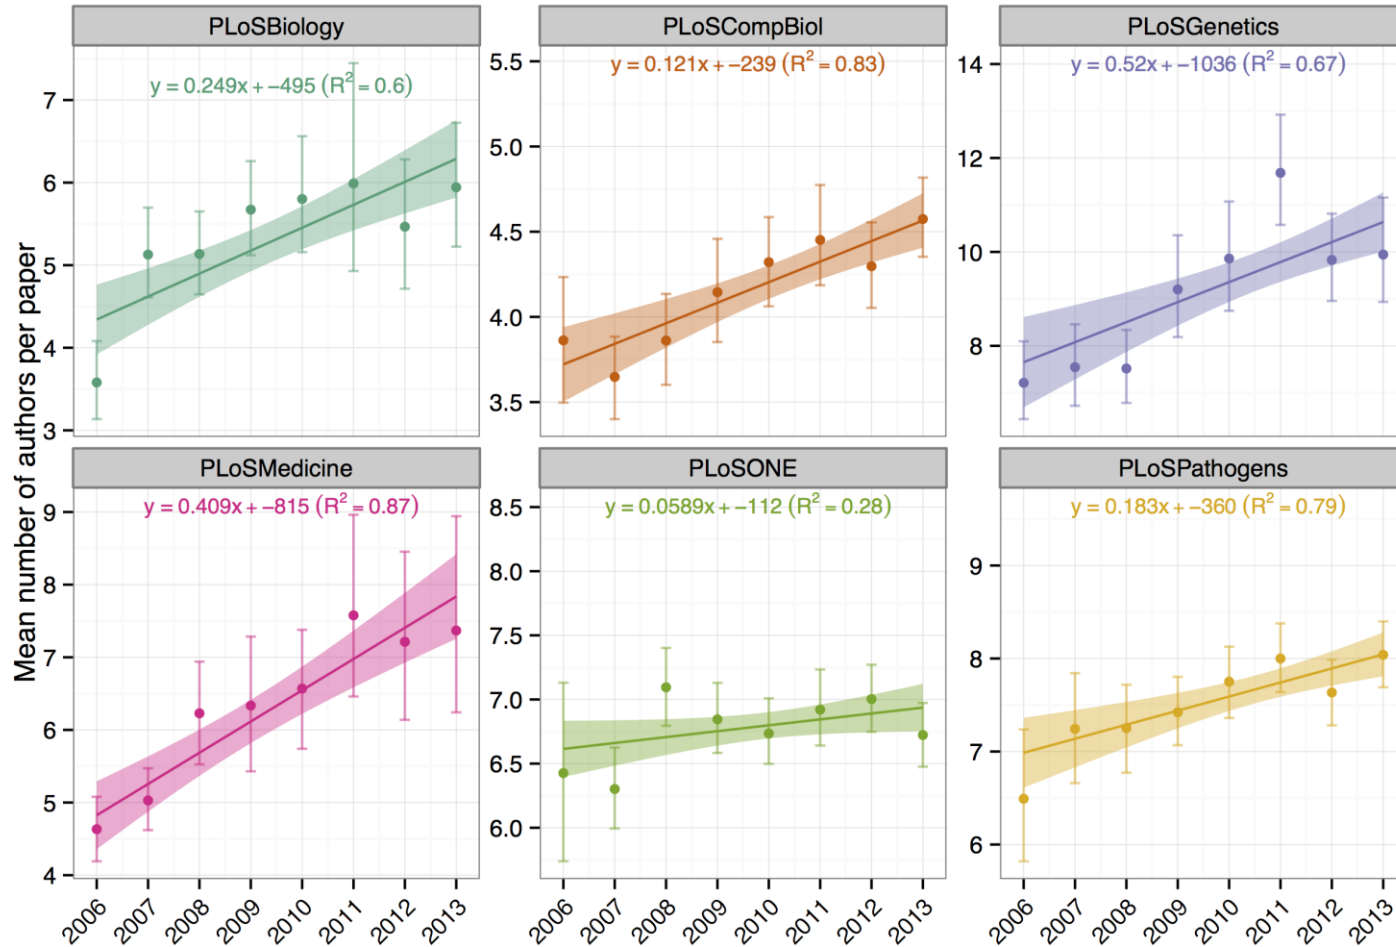 PLoSBiology
PLoSCompBiol
PLoSGenetics
y = 0.249x + −495 (R² = 0.6)
y = 0.121x + −239 (R² = 0.83)
y = 0.52x + −1036 (R² = 0.67)
7
6
5
4
3
5.5
5.0
4.5
4.0
3.5
14
12
10
8
Mean number of authors per paper
PLoSMedicine
PLoSONE
PLoSPathogens
y = 0.409x + −815 (R² = 0.87)
y = 0.0589x + −112 (R² = 0.28)
y = 0.183x + −360 (R² = 0.79)
9
8
7
6
5
4
8.5
8.0
7.5
7.0
6.5
6.0
9
8
7
6
2006 2007 2008 2009 2010 2011 2012 2013
2006 2007 2008 2009 2010 2011 2012 2013
2006 2007 2008 2009 2010 2011 2012 2013